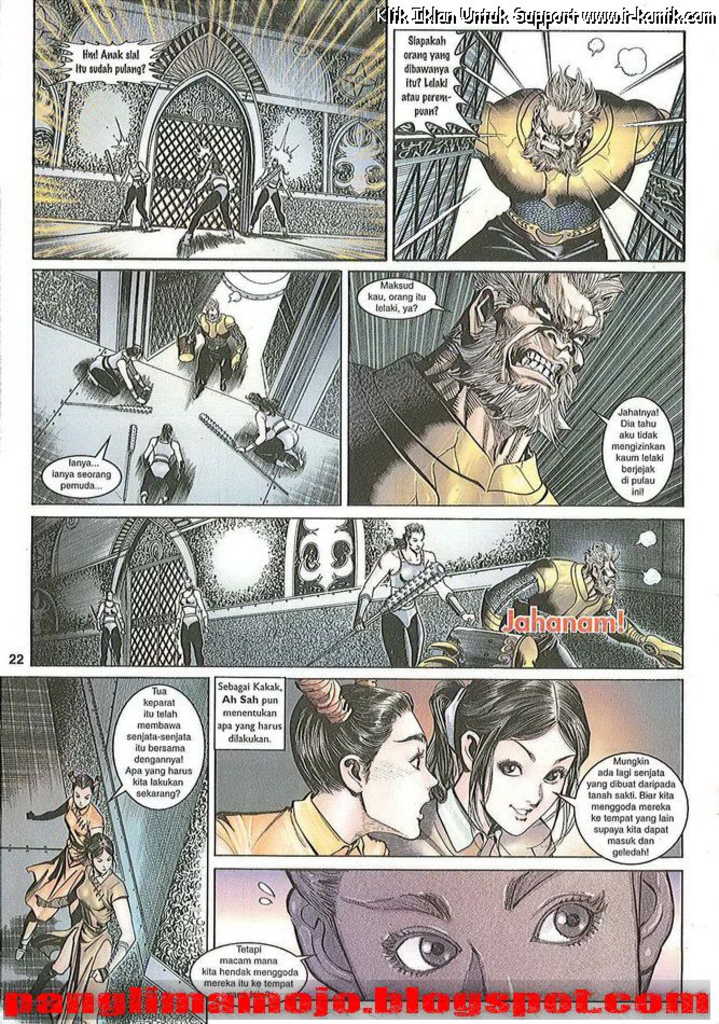 Klik Iklan Untuk Support www.ir-komik.com
Hm! Anak sial
itu sudah pulang?
Siapakah
orang yang
dibawanya
itu? Lelaki
atau perem-
puan?
Ianya...
ianya seorang
pemuda...
Maksud
kau, orang itu
lelaki, ya?
Jahatnya!
Dia tahu
aku tidak
mengizinkan
kaum lelaki
berjejak
di pulau
ini!
Jahanam!
22
Tua
keparat
itu telah
membawa
senjata-senjata
itu bersama
dengannya!
Apa yang harus
kita lakukan
sekarang?
Sebagai Kakak,
Ah Sah pun
menentukan
apa yang harus
dilakukan.
Mungkin
ada lagi senjata
yang dibuat daripada
tanah sakti. Biar kita
menggoda mereka
ke tempat yang lain
supaya kita dapat
masuk dan
geledah!
Tetapi
macam mana
kita hendak menggoda
mereka itu ke tempat
panglimamojo.blogspot.com